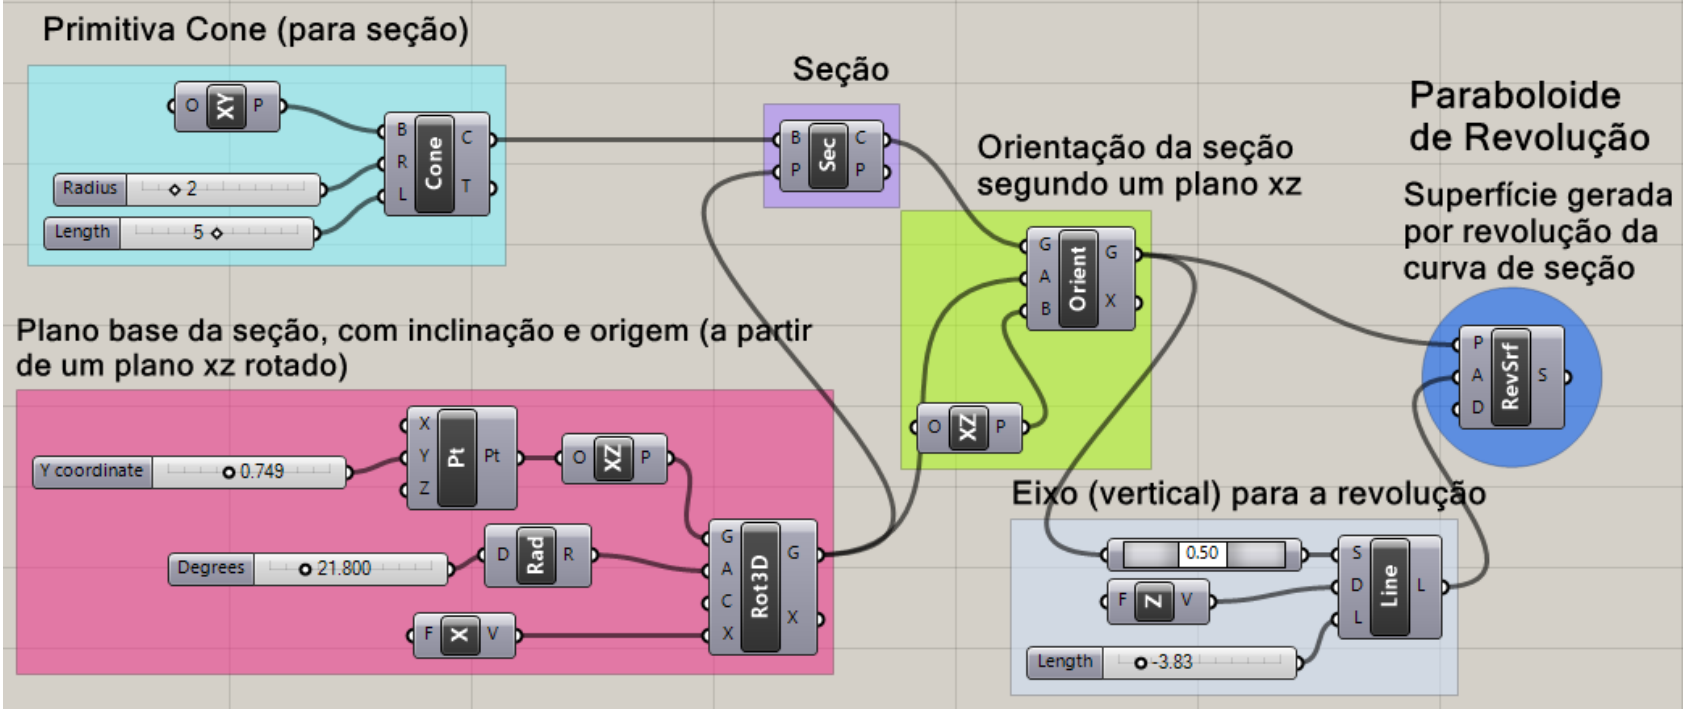 Primitiva Cone (para seção)
O XY P
Radius 2
Length 5
B R L Cone C T
Seção
B P Sec C P
Orientação da seção
segundo um plano xz
G A B Orient G X
O XZ P
Paraboloide
de Revolução
Superfície gerada
por revolução da
curva de seção
P A D RevSrf S
Plano base da seção, com inclinação e origem (a partir
de um plano xz rotado)
Y coordinate 0.749
X Y Z Pt Pt
O XZ P
Degrees 21.800
D Rad R
F X V
G A C X Rot3D G X
Eixo (vertical) para a revolução
0.50
F Z V
Length -3.83
S D L Line L